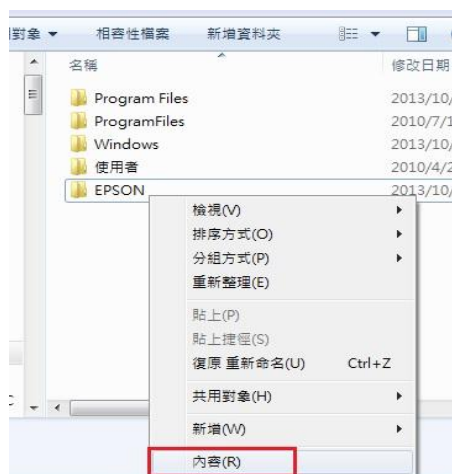 對象 相容性檔案 新增資料夾
名稱 修改日期
Program Files 2013/10/
ProgramFiles 2010/7/1
Windows 2013/10/
使用者 2010/4/2
EPSON 2013/10/
檢視(V)
排序方式(O)
分組方式(P)
重新整理(E)
貼上(P)
貼上捷徑(S)
復原 重新命名(U) Ctrl+Z
共用對象(H)
新增(W)
內容(R)